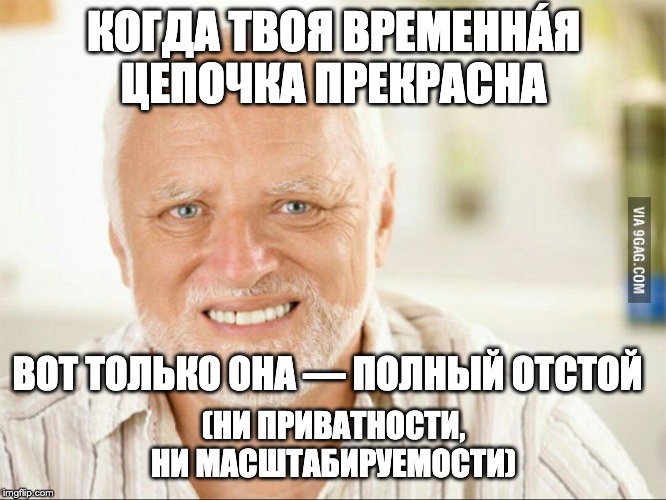 КОГДА ТВОЯ ВРЕМЕННА́Я
ЦЕПОЧКА ПРЕКРАСНА
VIA 9GAG.COM
ВОТ ТОЛЬКО ОНА — ПОЛНЫЙ ОТСТОЙ
(НИ ПРИВАТНОСТИ,
НИ МАСШТАБИРУЕМОСТИ)
imgflip.com